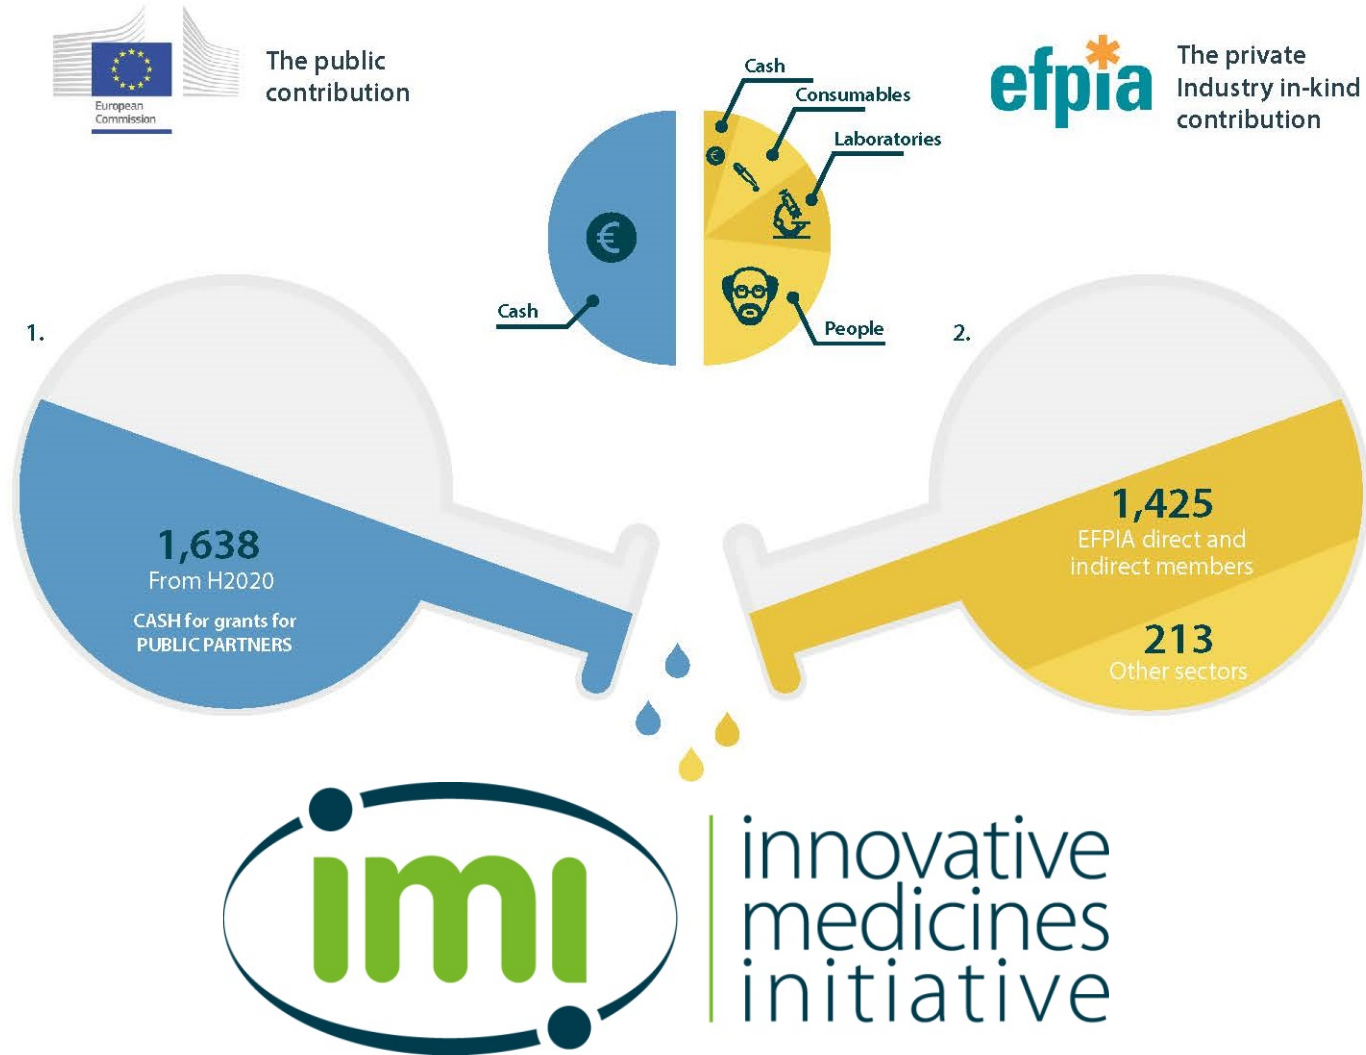 European
Commission
The public
contribution
Cash
Consumables
Laboratories
People
€
€
Cash
efpia
The private
Industry in-kind
contribution
1.
1,638
From H2020
CASH for grants for
PUBLIC PARTNERS
2.
1,425
EFPIA direct and
indirect members
213
Other sectors
imi
innovative
medicines
initiative